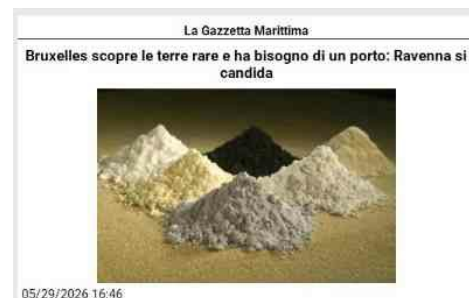 La Gazzetta Marittima
Bruxelles scopre le terre rare e ha bisogno di un porto: Ravenna si
candida
05/29/2026 16:46